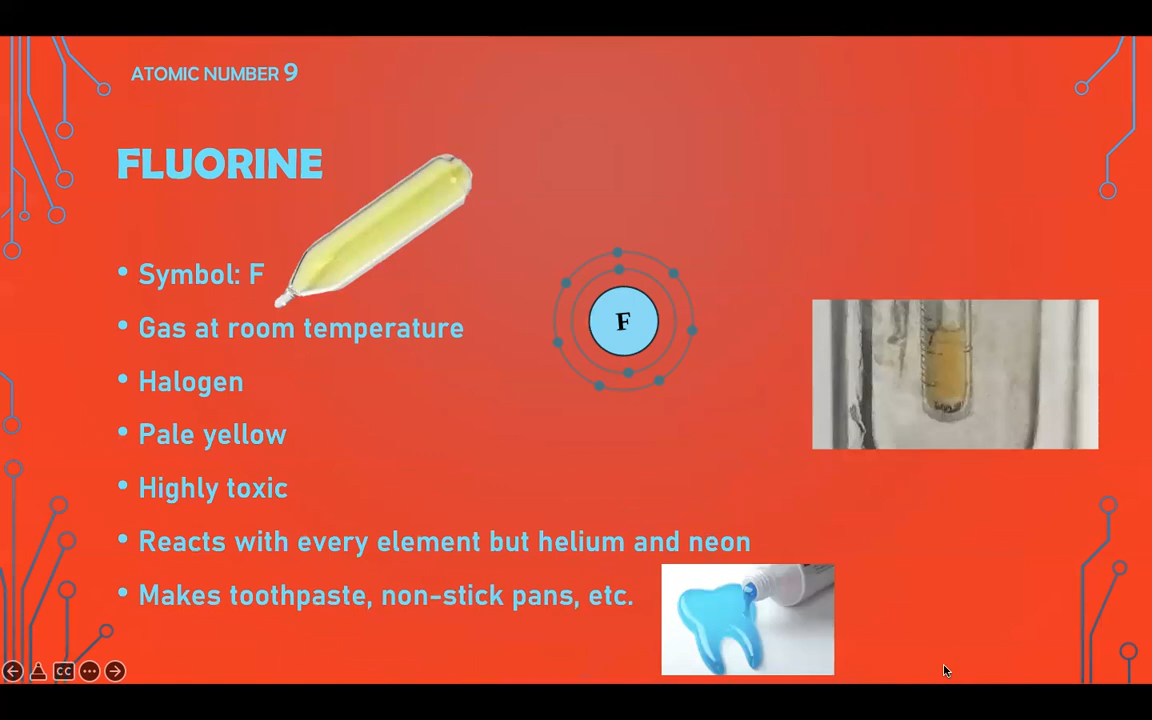 ATOMIC NUMBER 9
FLUORINE
• Symbol: F
• Gas at room temperature
F
• Halogen
• Pale yellow
• Highly toxic
• Reacts with every element but helium and neon
• Makes toothpaste, non-stick pans, etc.
CC